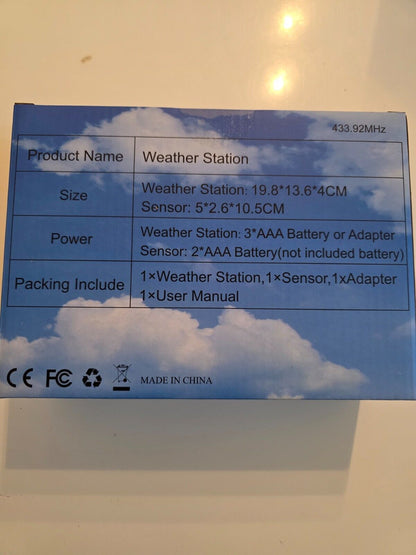 433.92MHz
Product Name Weather Station
Size
Weather Station: 19.8*13.6*4CM
Sensor: 5*2.6*10.5CM
Power
Weather Station: 3*AAA Battery or Adapter
Sensor: 2*AAA Battery(not included battery)
Packing Include
1×Weather Station,1×Sensor,1xAdapter
1×User Manual
CE FC MADE IN CHINA